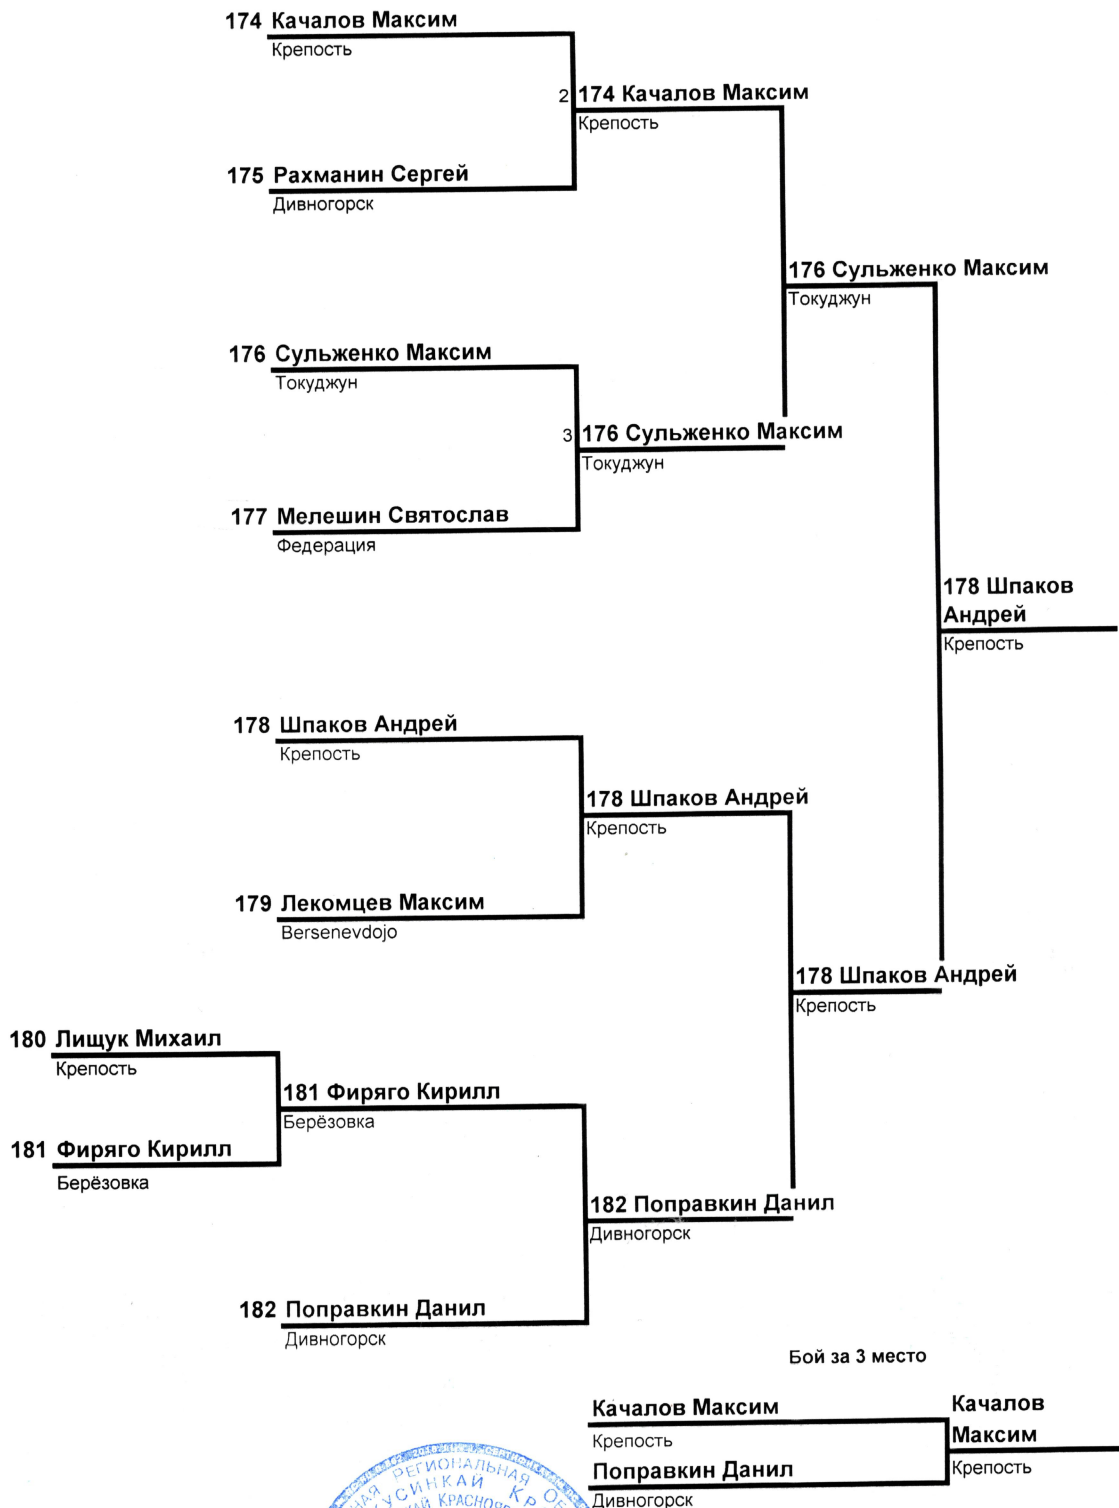 174 Качалов Максим
Крепость
2 174 Качалов Максим
Крепость
175 Рахманин Сергей
Дивногорск
176 Сульженко Максим
Токуджун
176 Сульженко Максим
Токуджун
3 176 Сульженко Максим
Токуджун
177 Мелешин Святослав
Федерация
178 Шпаков
Андрей
Крепость
178 Шпаков Андрей
Крепость
178 Шпаков Андрей
Крепость
179 Лекомцев Максим
Bersenevdojo
178 Шпаков Андрей
Крепость
180 Лищук Михаил
Крепость
181 Фиряго Кирилл
Берёзовка
181 Фиряго Кирилл
Берёзовка
182 Поправкин Данил
Дивногорск
182 Поправкин Данил
Дивногорск
Бой за 3 место
Качалов Максим
Крепость
Поправкин Данил
Дивногорск
Качалов
Максим
Крепость
РЕГИОНАЛЬНАЯ